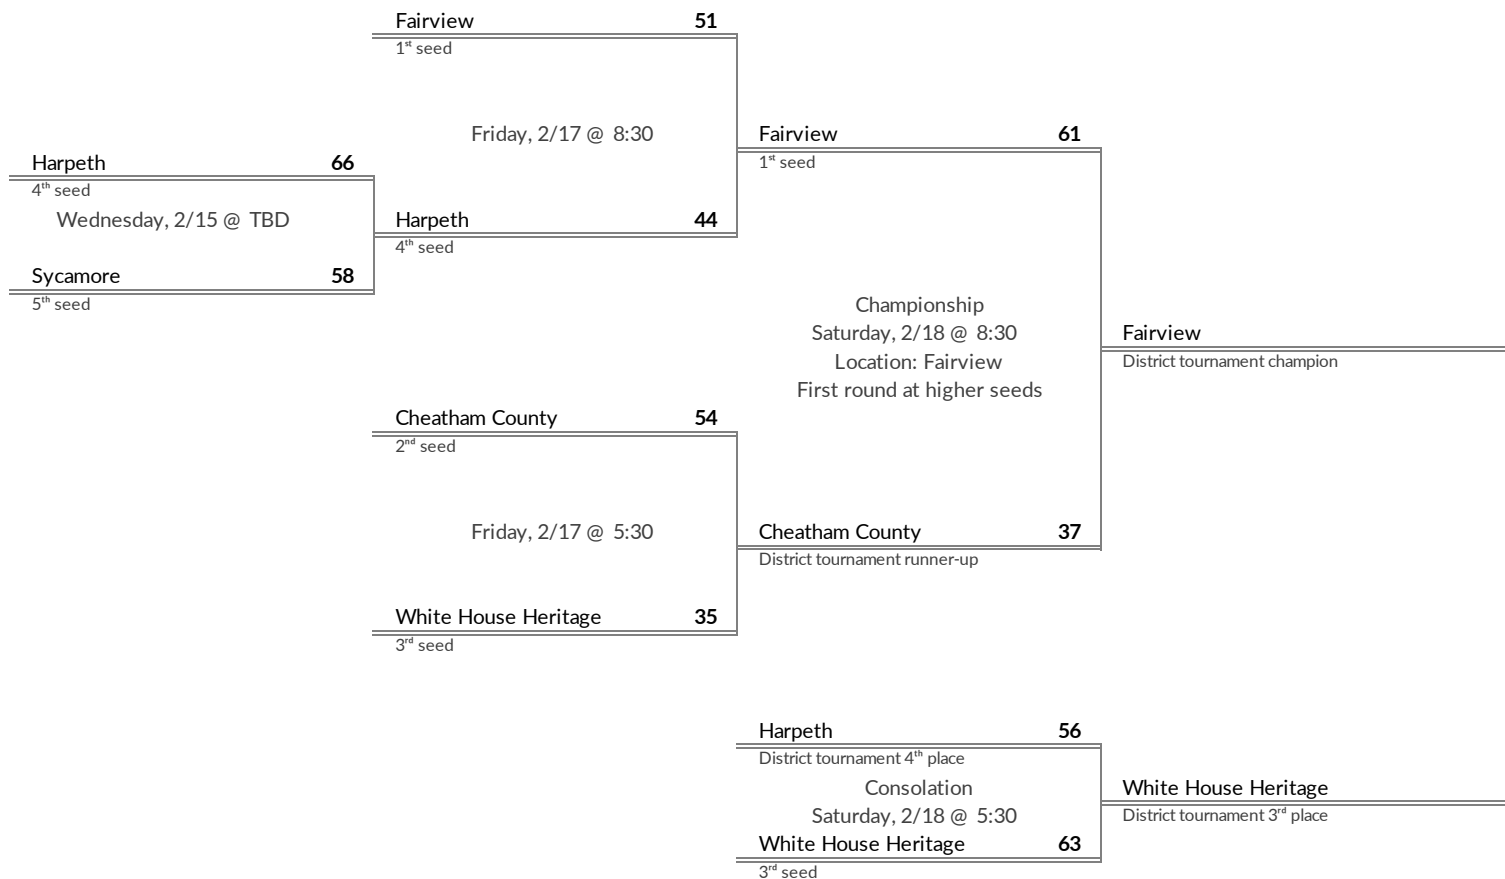 Fairview 51
1st seed
Friday, 2/17 @ 8:30
Fairview 61
1st seed
Harpeth 66
4th seed
Wednesday, 2/15 @ TBD
Harpeth 44
4th seed
Sycamore 58
5th seed
Championship
Saturday, 2/18 @ 8:30
Location: Fairview
First round at higher seeds
Fairview
District tournament champion
Cheatham County 54
2nd seed
Friday, 2/17 @ 5:30
Cheatham County 37
District tournament runner-up
White House Heritage 35
3rd seed
Harpeth 56
District tournament 4th place
Consolation
Saturday, 2/18 @ 5:30
White House Heritage
District tournament 3rd place
White House Heritage 63
3rd seed